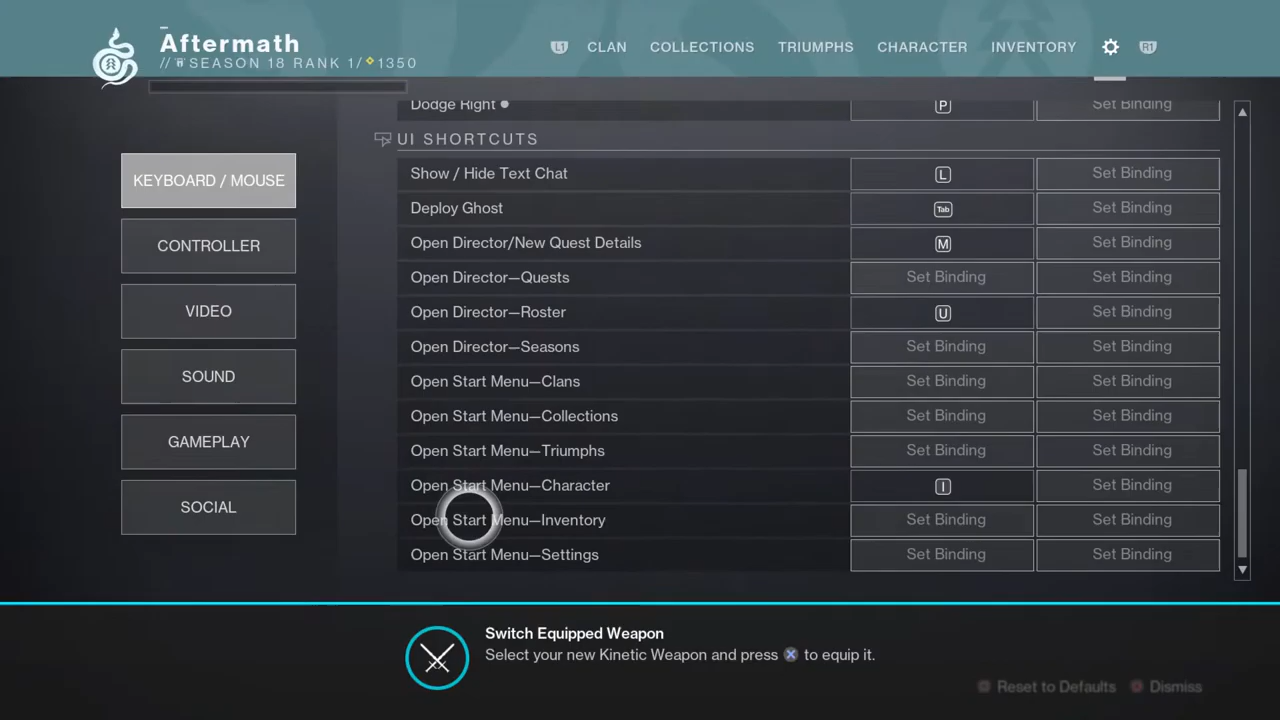 Aftermath
// SEASON 18 RANK 1/ 1350
L1 CLAN COLLECTIONS TRIUMPHS CHARACTER INVENTORY R1
Dodge Right P Set Binding
UI SHORTCUTS
KEYBOARD / MOUSE
CONTROLLER
VIDEO
SOUND
GAMEPLAY
SOCIAL
Show / Hide Text Chat L Set Binding
Deploy Ghost Tab Set Binding
Open Director/New Quest Details M Set Binding
Open Director—Quests Set Binding Set Binding
Open Director—Roster U Set Binding
Open Director—Seasons Set Binding Set Binding
Open Start Menu—Clans Set Binding Set Binding
Open Start Menu—Collections Set Binding Set Binding
Open Start Menu—Triumphs Set Binding Set Binding
Open Start Menu—Character I Set Binding
Open Start Menu—Inventory Set Binding Set Binding
Open Start Menu—Settings Set Binding Set Binding
Switch Equipped Weapon
Select your new Kinetic Weapon and press to equip it.
Reset to Defaults Dismiss